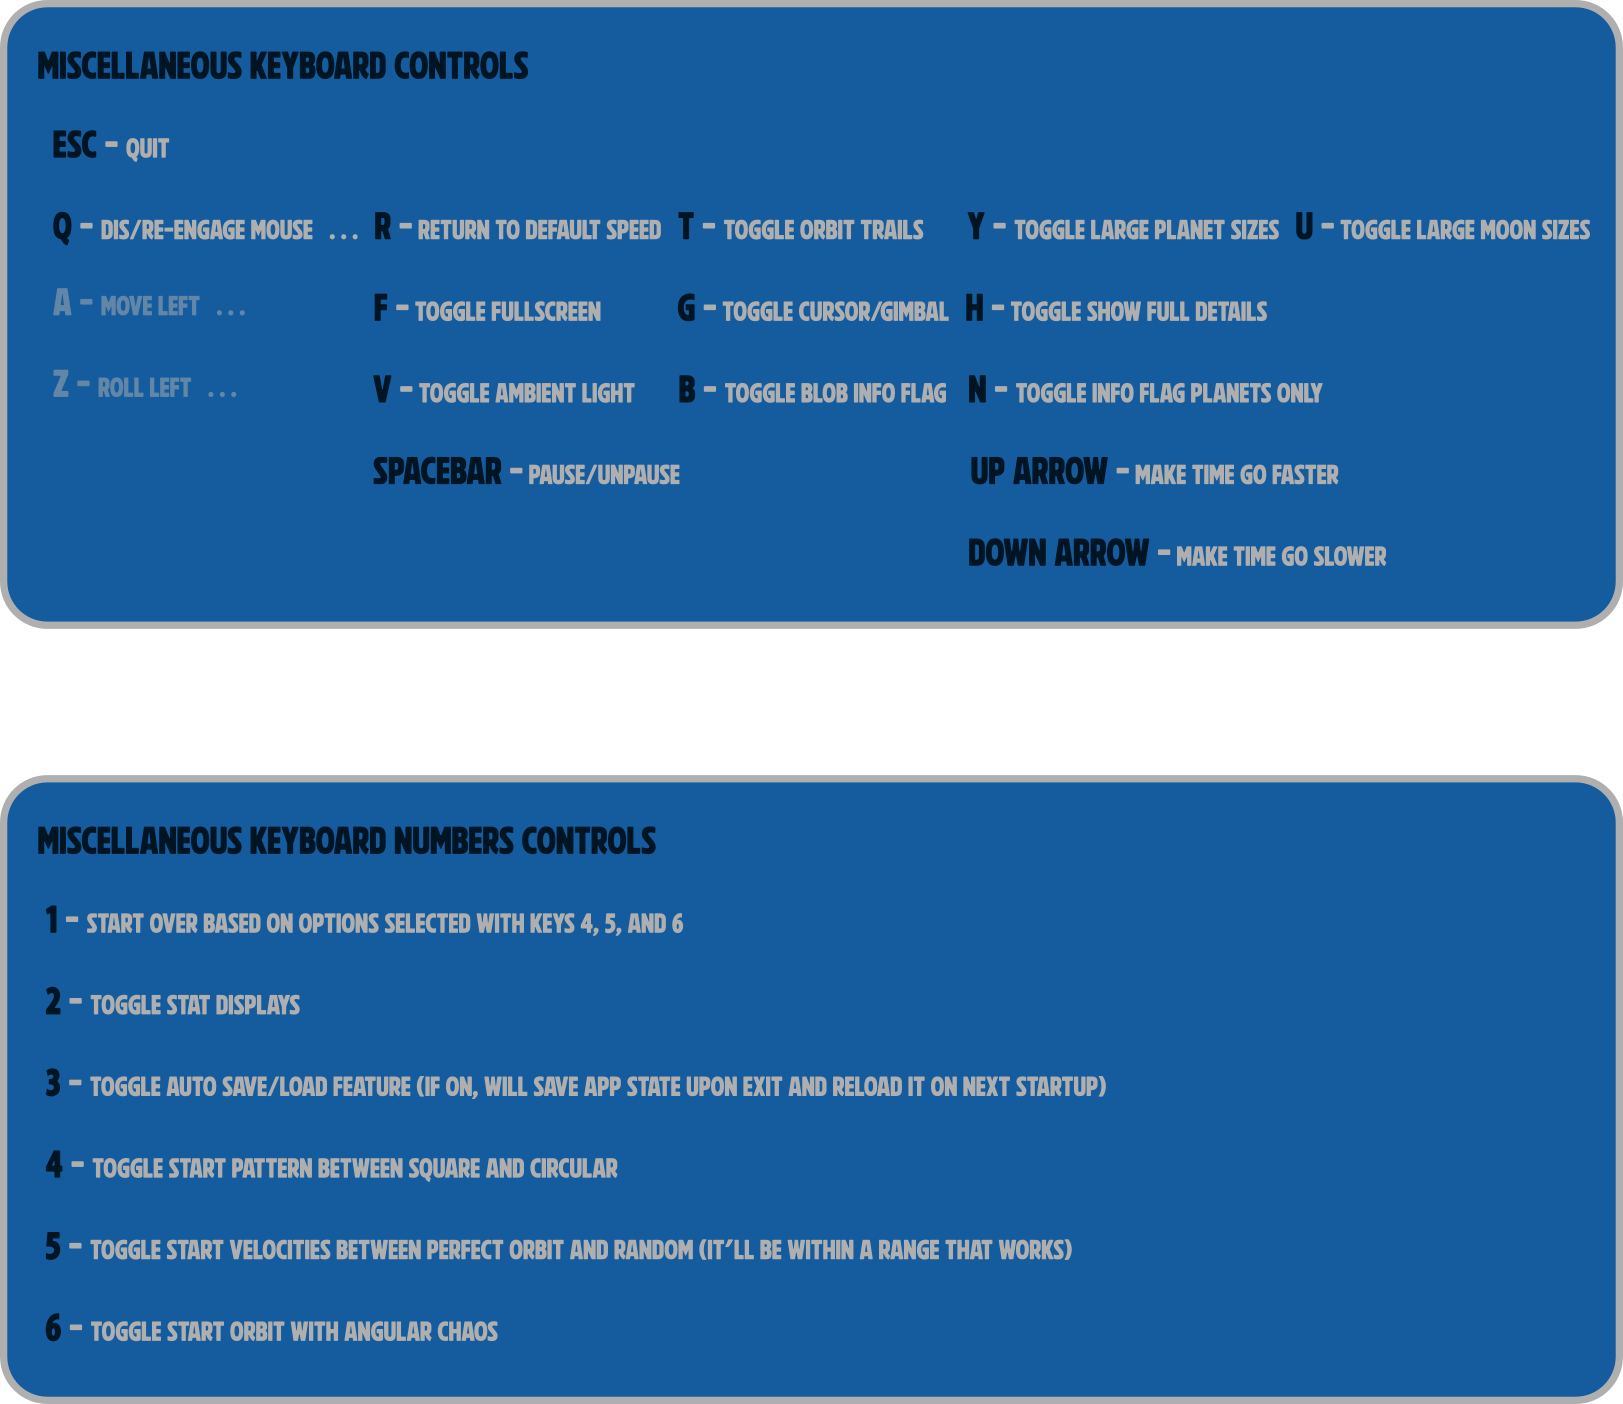 MISCELLANEOUS KEYBOARD CONTROLS
ESC - QUIT
Q - DIS/RE-ENGAGE MOUSE ... R - RETURN TO DEFAULT SPEED T - TOGGLE ORBIT TRAILS Y - TOGGLE LARGE PLANET SIZES U - TOGGLE LARGE MOON SIZES
A - MOVE LEFT ... F - TOGGLE FULLSCREEN G - TOGGLE CURSOR/GIMBAL H - TOGGLE SHOW FULL DETAILS
Z - ROLL LEFT ... V - TOGGLE AMBIENT LIGHT B - TOGGLE BLOB INFO FLAG N - TOGGLE INFO FLAG PLANETS ONLY
SPACEBAR - PAUSE/UNPAUSE UP ARROW - MAKE TIME GO FASTER
DOWN ARROW - MAKE TIME GO SLOWER
MISCELLANEOUS KEYBOARD NUMBERS CONTROLS
1 - START OVER BASED ON OPTIONS SELECTED WITH KEYS 4, 5, AND 6
2 - TOGGLE STAT DISPLAYS
3 - TOGGLE AUTO SAVE/LOAD FEATURE (IF ON, WILL SAVE APP STATE UPON EXIT AND RELOAD IT ON NEXT STARTUP)
4 - TOGGLE START PATTERN BETWEEN SQUARE AND CIRCULAR
5 - TOGGLE START VELOCITIES BETWEEN PERFECT ORBIT AND RANDOM (IT'LL BE WITHIN A RANGE THAT WORKS)
6 - TOGGLE START ORBIT WITH ANGULAR CHAOS